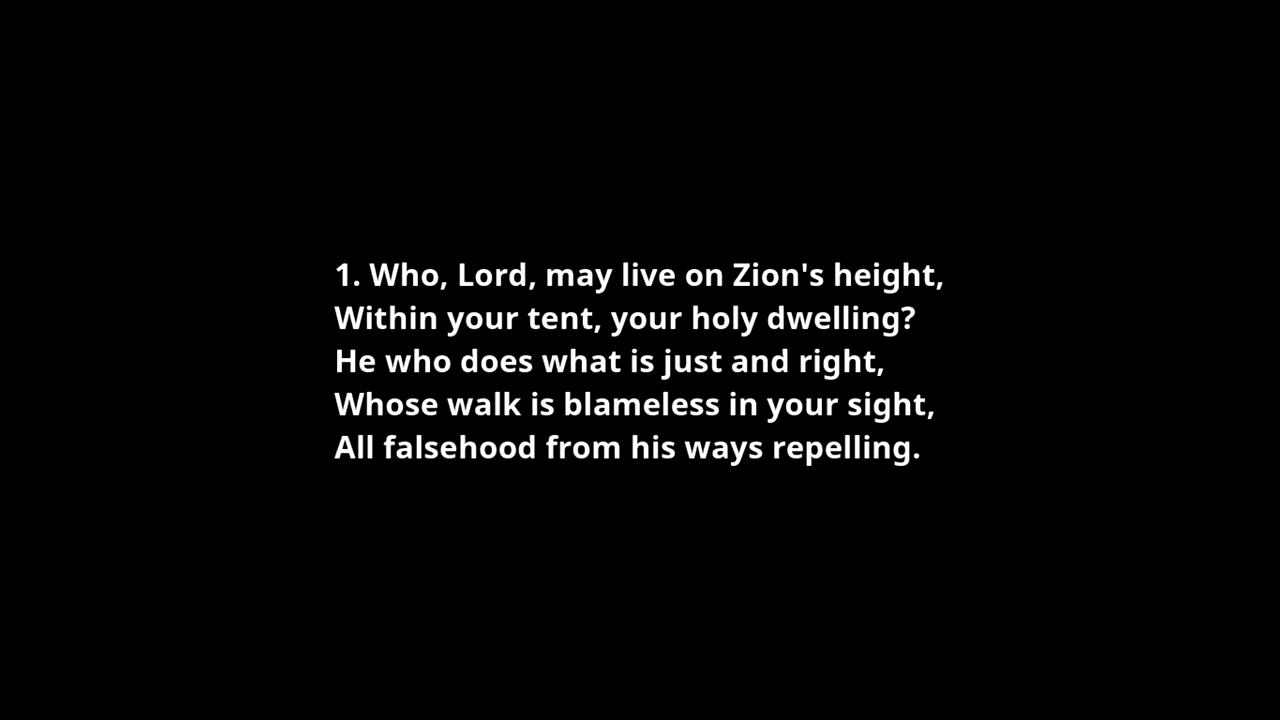 1. Who, Lord, may live on Zion's height,
Within your tent, your holy dwelling?
He who does what is just and right,
Whose walk is blameless in your sight,
All falsehood from his ways repelling.